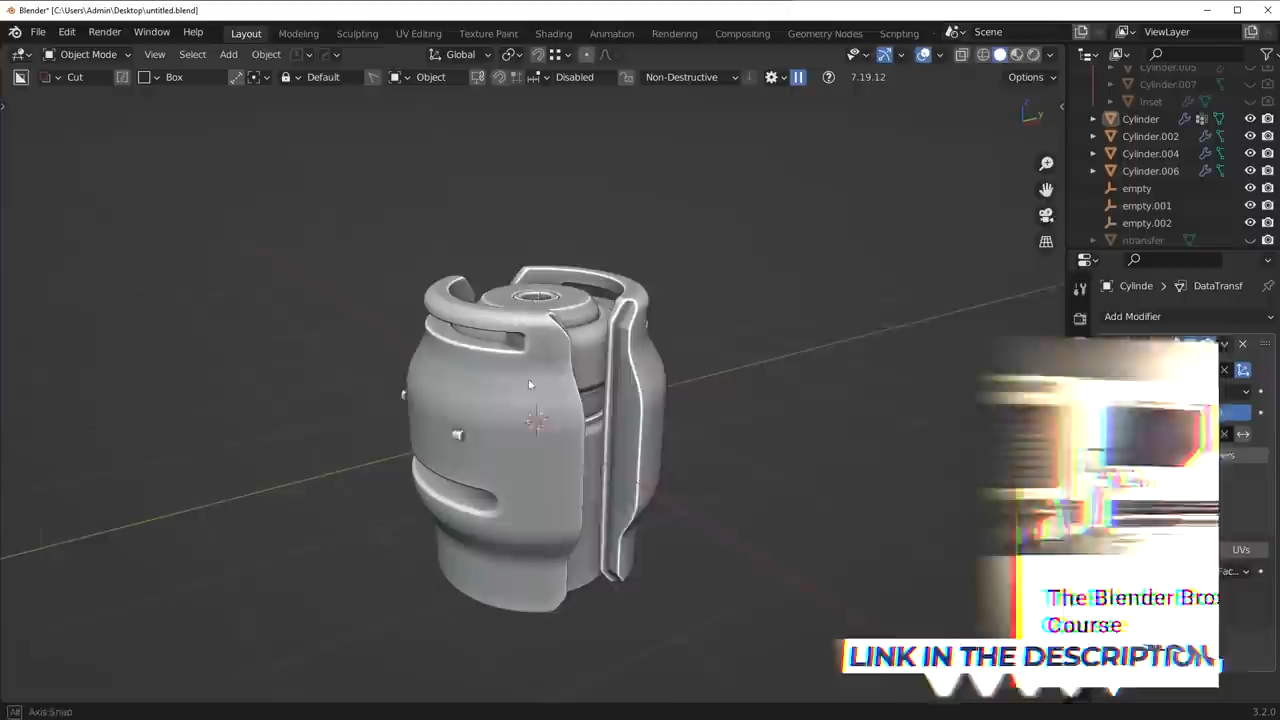 Blender* [C:\Users\Admin\Desktop\untitled.blend]
File Edit Render Window Help Layout Modeling Sculpting UV Editing Texture Paint Shading Animation Rendering Compositing Geometry Nodes Scripting Scene ViewLayer
Object Mode View Select Add Object Global
Cut Box Default Object Disabled Non-Destructive 7.19.12 Options
Cylinder.005
Cylinder.007
Inset
Cylinder
Cylinder.002
Cylinder.004
Cylinder.006
empty
empty.001
empty.002
ntransfer
Cylinde > DataTransf
Add Modifier
UVs
Fac...
The Blender Bros
Course
LINK IN THE DESCRIPTION
Axis Snap
3.2.0